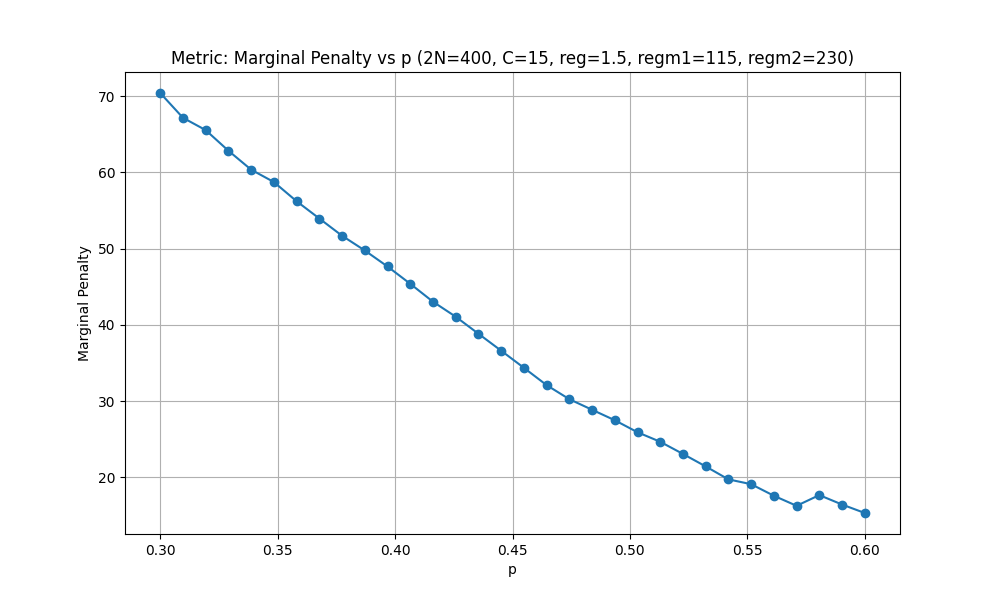 Metric: Marginal Penalty vs p (2N=400, C=15, reg=1.5, regm1=115, regm2=230)
Marginal Penalty
70
60
50
40
30
20
0.30 0.35 0.40 0.45 0.50 0.55 0.60
p